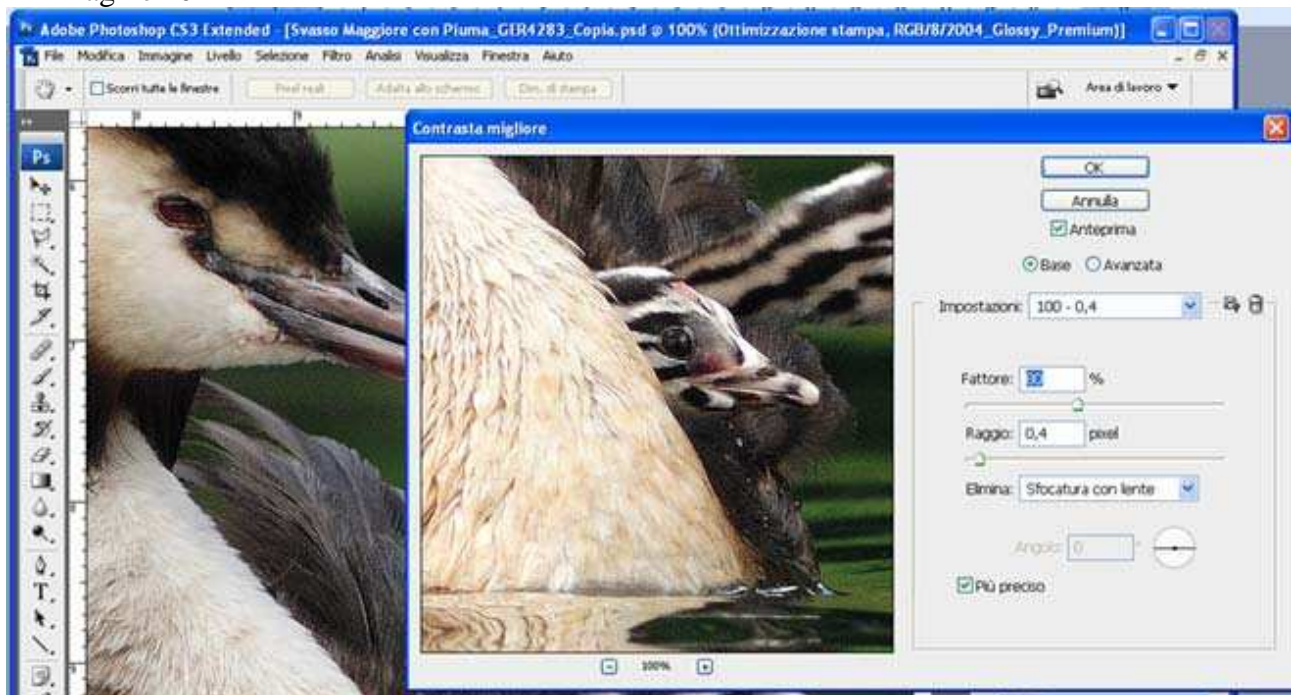 Adobe Photoshop CS3 Extended - [Svasso Maggiore con Piuma_GER4283_Copia.psd @ 100% (Ottimizzazione stampa, RGB/8/2004_Glossy_Premium)]
File Modifica Immagine Livello Selezione Filtro Analisi Visualizza Finestra Aiuto
Scorri tutte le finestre Pixel reali Adatta allo schermo Dim. di stampa Area di lavoro
Contrasta migliore
Ps
OK
Annulla
Anteprima
Base Avanzata
Impostazioni: 100 - 0,4
Fattore: 80 %
Raggio: 0,4 pixel
Elimina: Sfocatura con lente
Angolo: 0 °
Più preciso
100%